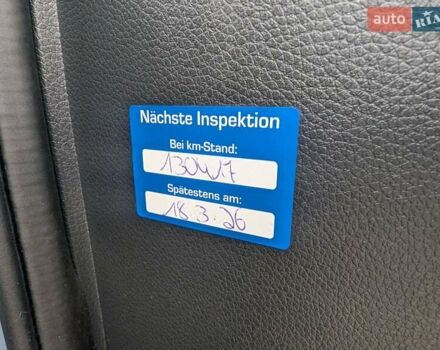 auto RIA
Nächste Inspektion
Bei km-Stand:
130417
Spätestens am:
18.3.26